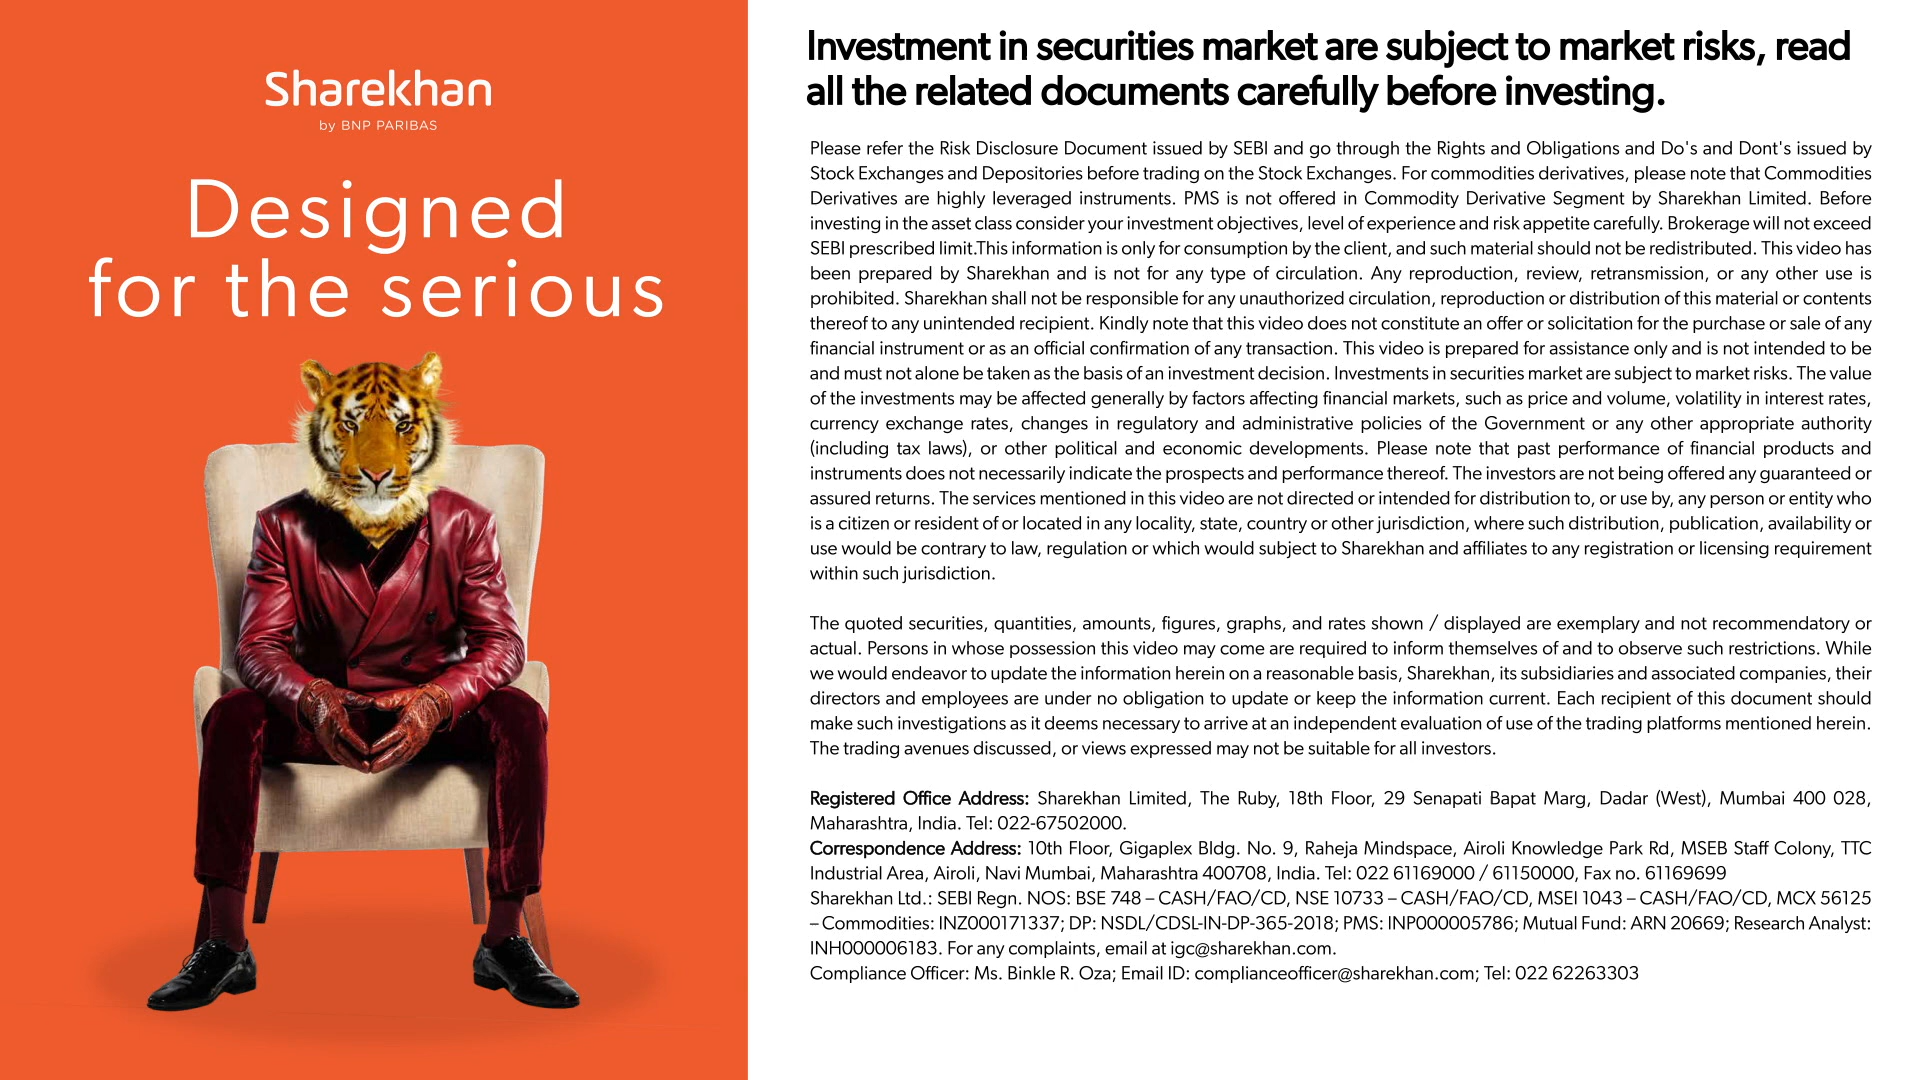 Sharekhan
by BNP PARIBAS
Designed
for the serious
Investment in securities market are subject to market risks, read
all the related documents carefully before investing.
Please refer the Risk Disclosure Document issued by SEBI and go through the Rights and Obligations and Do's and Dont's issued by
Stock Exchanges and Depositories before trading on the Stock Exchanges. For commodities derivatives, please note that Commodities
Derivatives are highly leveraged instruments. PMS is not offered in Commodity Derivative Segment by Sharekhan Limited. Before
investing in the asset class consider your investment objectives, level of experience and risk appetite carefully. Brokerage will not exceed
SEBI prescribed limit.This information is only for consumption by the client, and such material should not be redistributed. This video has
been prepared by Sharekhan and is not for any type of circulation. Any reproduction, review, retransmission, or any other use is
prohibited. Sharekhan shall not be responsible for any unauthorized circulation, reproduction or distribution of this material or contents
thereof to any unintended recipient. Kindly note that this video does not constitute an offer or solicitation for the purchase or sale of any
financial instrument or as an official confirmation of any transaction. This video is prepared for assistance only and is not intended to be
and must not alone be taken as the basis of an investment decision. Investments in securities market are subject to market risks. The value
of the investments may be affected generally by factors affecting financial markets, such as price and volume, volatility in interest rates,
currency exchange rates, changes in regulatory and administrative policies of the Government or any other appropriate authority
(including tax laws), or other political and economic developments. Please note that past performance of financial products and
instruments does not necessarily indicate the prospects and performance thereof. The investors are not being offered any guaranteed or
assured returns. The services mentioned in this video are not directed or intended for distribution to, or use by, any person or entity who
is a citizen or resident of or located in any locality, state, country or other jurisdiction, where such distribution, publication, availability or
use would be contrary to law, regulation or which would subject to Sharekhan and affiliates to any registration or licensing requirement
within such jurisdiction.
The quoted securities, quantities, amounts, figures, graphs, and rates shown / displayed are exemplary and not recommendatory or
actual. Persons in whose possession this video may come are required to inform themselves of and to observe such restrictions. While
we would endeavor to update the information herein on a reasonable basis, Sharekhan, its subsidiaries and associated companies, their
directors and employees are under no obligation to update or keep the information current. Each recipient of this document should
make such investigations as it deems necessary to arrive at an independent evaluation of use of the trading platforms mentioned herein.
The trading avenues discussed, or views expressed may not be suitable for all investors.
Registered Office Address: Sharekhan Limited, The Ruby, 18th Floor, 29 Senapati Bapat Marg, Dadar (West), Mumbai 400 028,
Maharashtra, India. Tel: 022-67502000.
Correspondence Address: 10th Floor, Gigaplex Bldg. No. 9, Raheja Mindspace, Airoli Knowledge Park Rd, MSEB Staff Colony, TTC
Industrial Area, Airoli, Navi Mumbai, Maharashtra 400708, India. Tel: 022 61169000 / 61150000, Fax no. 61169699
Sharekhan Ltd.: SEBI Regn. NOS: BSE 748 – CASH/FAO/CD, NSE 10733 – CASH/FAO/CD, MSEI 1043 – CASH/FAO/CD, MCX 56125
– Commodities: INZ000171337; DP: NSDL/CDSL-IN-DP-365-2018; PMS: INP000005786; Mutual Fund: ARN 20669; Research Analyst:
INH000006183. For any complaints, email at igc@sharekhan.com.
Compliance Officer: Ms. Binkle R. Oza; Email ID: complianceofficer@sharekhan.com; Tel: 022 62263303